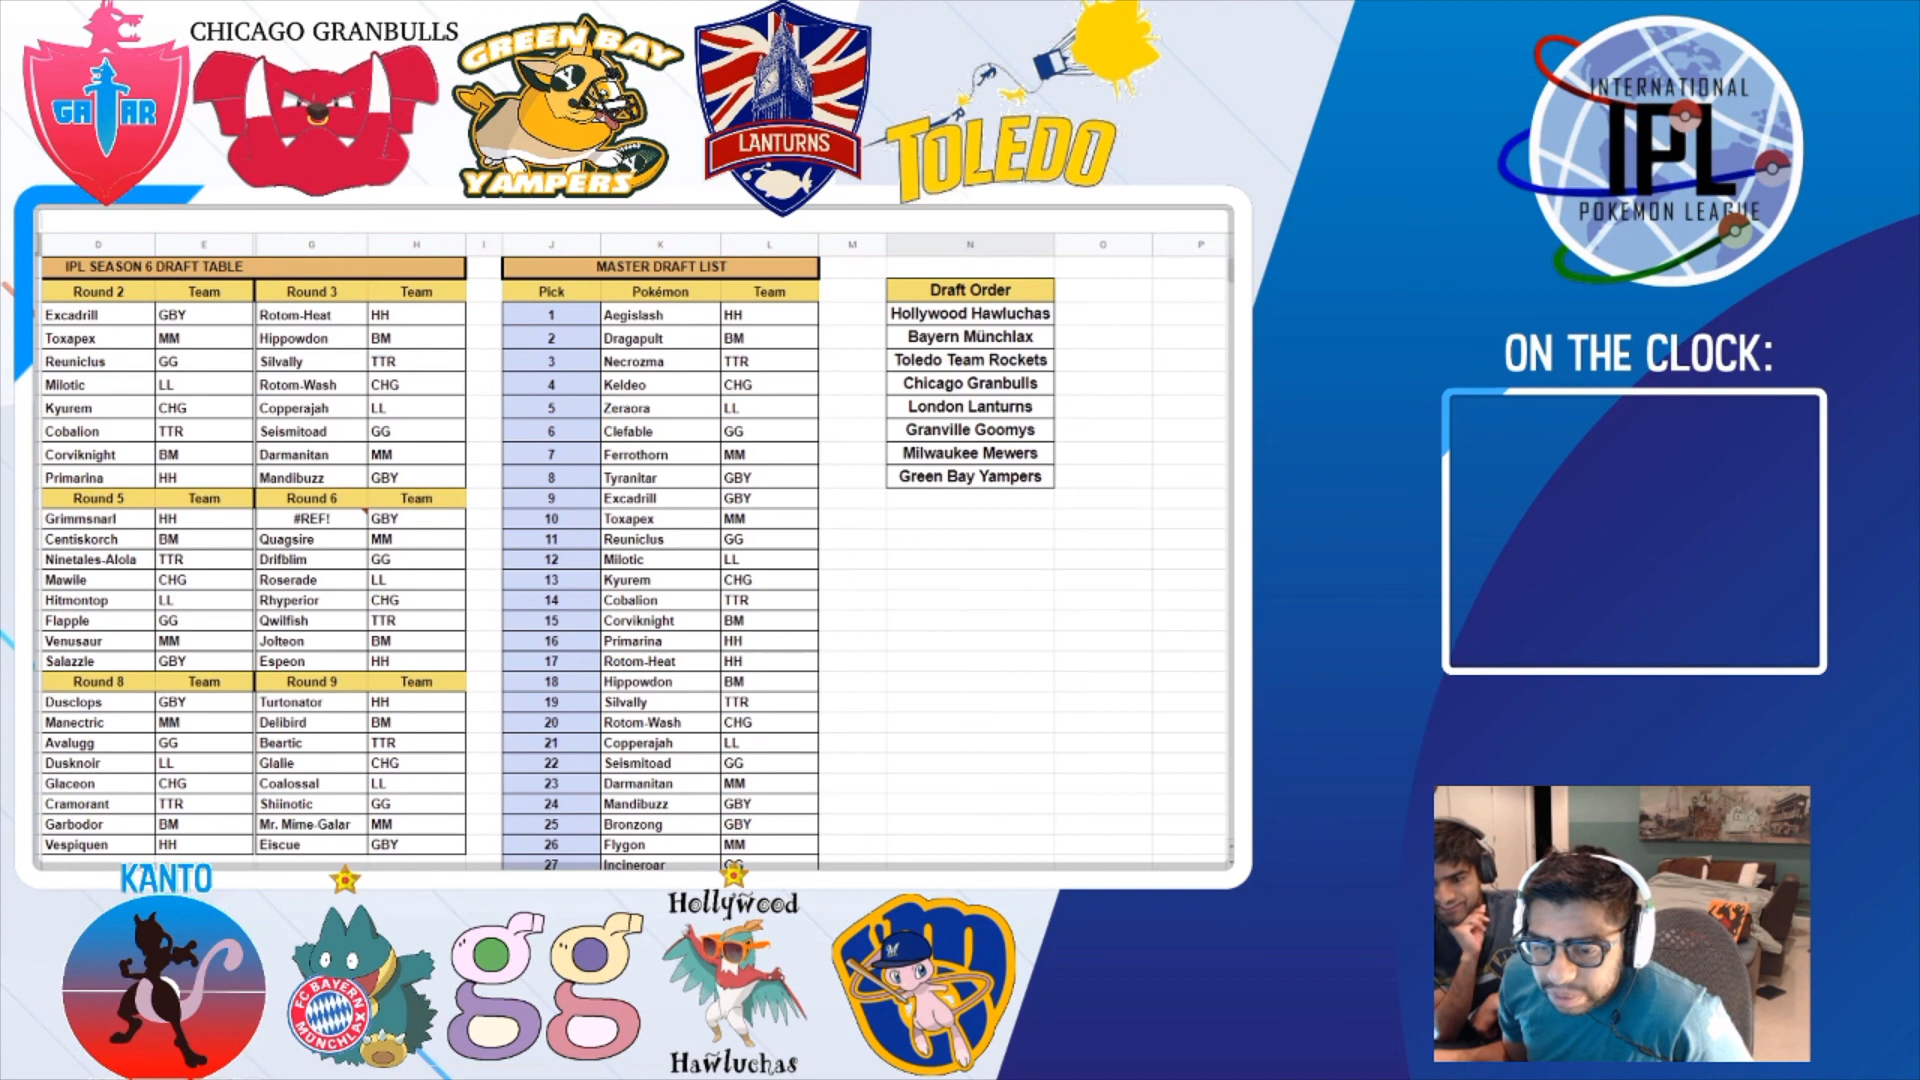 GATAR
CHICAGO GRANBULLS
GREEN BAY
YAMPERS
LANTURNS
TOLEDO
INTERNATIONAL
IPL
POKEMON LEAGUE
ON THE CLOCK:
D E G H I J K L M N O P
IPL SEASON 6 DRAFT TABLE
Round 2 Team Round 3 Team
Excadrill GBY Rotom-Heat HH
Toxapex MM Hippowdon BM
Reuniclus GG Silvally TTR
Milotic LL Rotom-Wash CHG
Kyurem CHG Copperajah LL
Cobalion TTR Seismitoad GG
Corviknight BM Darmanitan MM
Primarina HH Mandibuzz GBY
Round 5 Team Round 6 Team
Grimmsnarl HH #REF! GBY
Centiskorch BM Quagsire MM
Ninetales-Alola TTR Drifblim GG
Mawile CHG Roserade LL
Hitmontop LL Rhyperior CHG
Flapple GG Qwilfish TTR
Venusaur MM Jolteon BM
Salazzle GBY Espeon HH
Round 8 Team Round 9 Team
Dusclops GBY Turtonator HH
Manectric MM Delibird BM
Avalugg GG Beartic TTR
Dusknoir LL Glalie CHG
Glaceon CHG Coalossal LL
Cramorant TTR Shiinotic GG
Garbodor BM Mr. Mime-Galar MM
Vespiquen HH Eiscue GBY
MASTER DRAFT LIST
Pick Pokémon Team
1 Aegislash HH
2 Dragapult BM
3 Necrozma TTR
4 Keldeo CHG
5 Zeraora LL
6 Clefable GG
7 Ferrothorn MM
8 Tyranitar GBY
9 Excadrill GBY
10 Toxapex MM
11 Reuniclus GG
12 Milotic LL
13 Kyurem CHG
14 Cobalion TTR
15 Corviknight BM
16 Primarina HH
17 Rotom-Heat HH
18 Hippowdon BM
19 Silvally TTR
20 Rotom-Wash CHG
21 Copperajah LL
22 Seismitoad GG
23 Darmanitan MM
24 Mandibuzz GBY
25 Bronzong GBY
26 Flygon MM
27 Incineroar GG
Draft Order
Hollywood Hawluchas
Bayern Münchlax
Toledo Team Rockets
Chicago Granbulls
London Lanturns
Granville Goomys
Milwaukee Mewers
Green Bay Yampers
KANTO
FC BAYERN
MÜNCHLAX
gg
Hollywood
Hawluchas
M